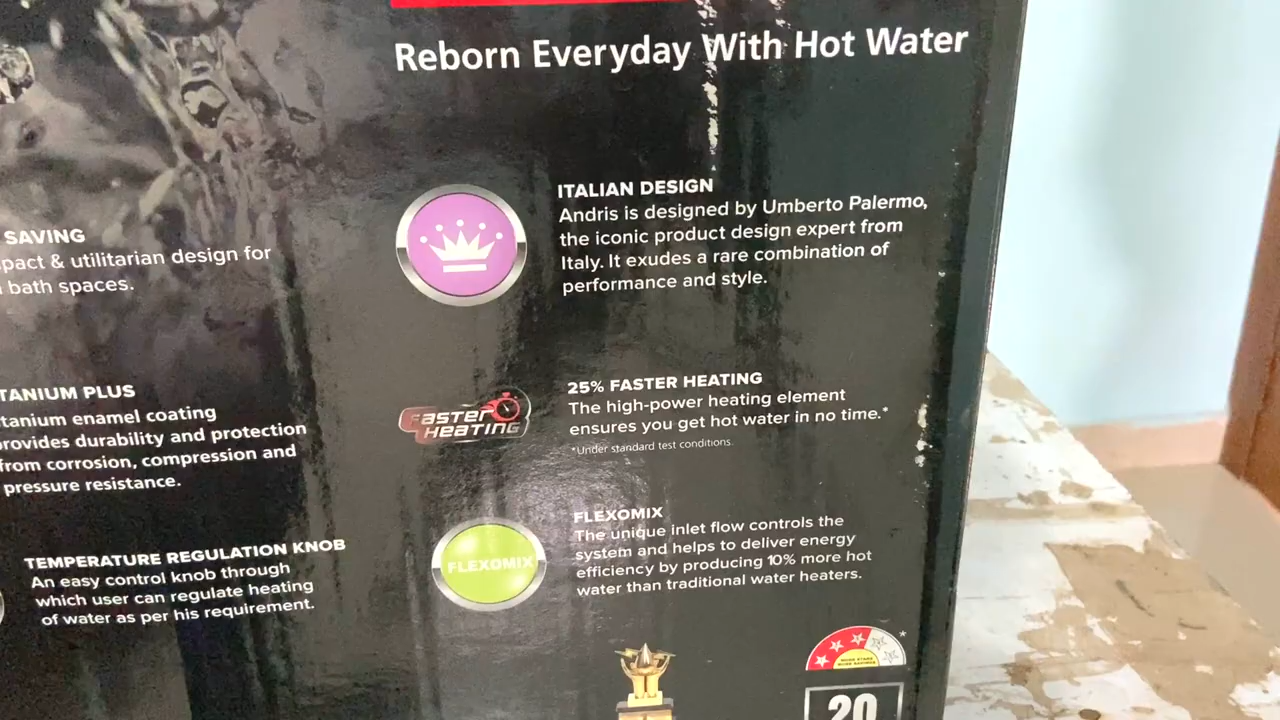 Reborn Everyday With Hot Water
SAVING
pact & utilitarian design for
bath spaces.
ITALIAN DESIGN
Andris is designed by Umberto Palermo,
the iconic product design expert from
Italy. It exudes a rare combination of
performance and style.
TANIUM PLUS
tanium enamel coating
provides durability and protection
from corrosion, compression and
pressure resistance.
FASTER
HEATING
25% FASTER HEATING
The high-power heating element
ensures you get hot water in no time.*
*Under standard test conditions.
TEMPERATURE REGULATION KNOB
An easy control knob through
which user can regulate heating
of water as per his requirement.
FLEXOMIX
FLEXOMIX
The unique inlet flow controls the
system and helps to deliver energy
efficiency by producing 10% more hot
water than traditional water heaters.
MORE STARS
MORE SAVINGS
*
20